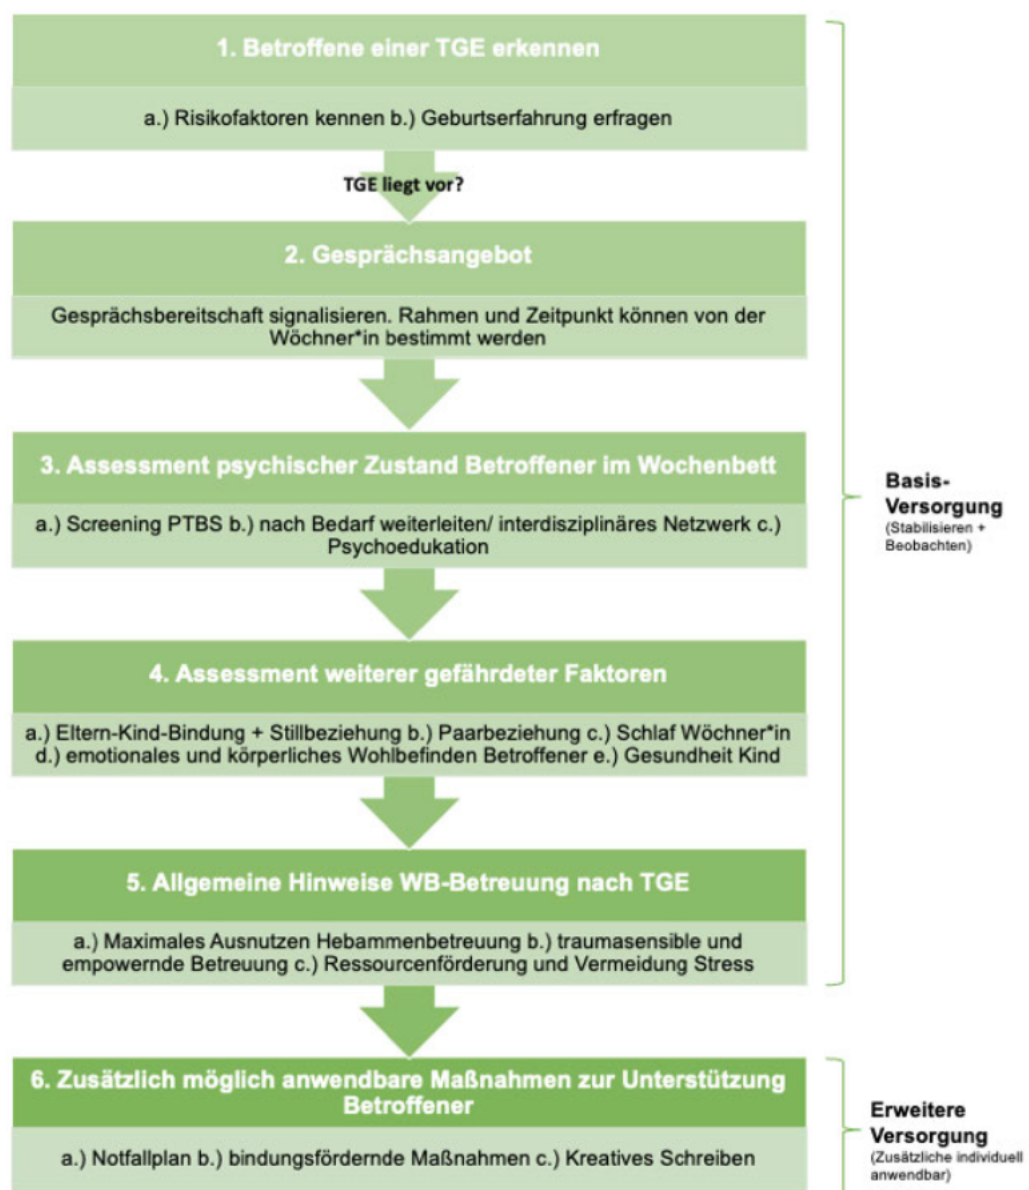 1. Betroffene einer TGE erkennen
a.) Risikofaktoren kennen b.) Geburtserfahrung erfragen
TGE liegt vor?
2. Gesprächsangebot
Gesprächsbereitschaft signalisieren. Rahmen und Zeitpunkt können von der
Wöchner*in bestimmt werden
3. Assessment psychischer Zustand Betroffener im Wochenbett
a.) Screening PTBS b.) nach Bedarf weiterleiten/ interdisziplinäres Netzwerk c.)
Psychoedukation
4. Assessment weiterer gefährdeter Faktoren
a.) Eltern-Kind-Bindung + Stillbeziehung b.) Paarbeziehung c.) Schlaf Wöchner*in
d.) emotionales und körperliches Wohlbefinden Betroffener e.) Gesundheit Kind
5. Allgemeine Hinweise WB-Betreuung nach TGE
a.) Maximales Ausnutzen Hebammenbetreuung b.) traumasensible und
empowernde Betreuung c.) Ressourcenförderung und Vermeidung Stress
Basis-
Versorgung
(Stabilisieren +
Beobachten)
6. Zusätzlich möglich anwendbare Maßnahmen zur Unterstützung
Betroffener
a.) Notfallplan b.) bindungsfördernde Maßnahmen c.) Kreatives Schreiben
Erweitere
Versorgung
(Zusätzliche individuell
anwendbar)